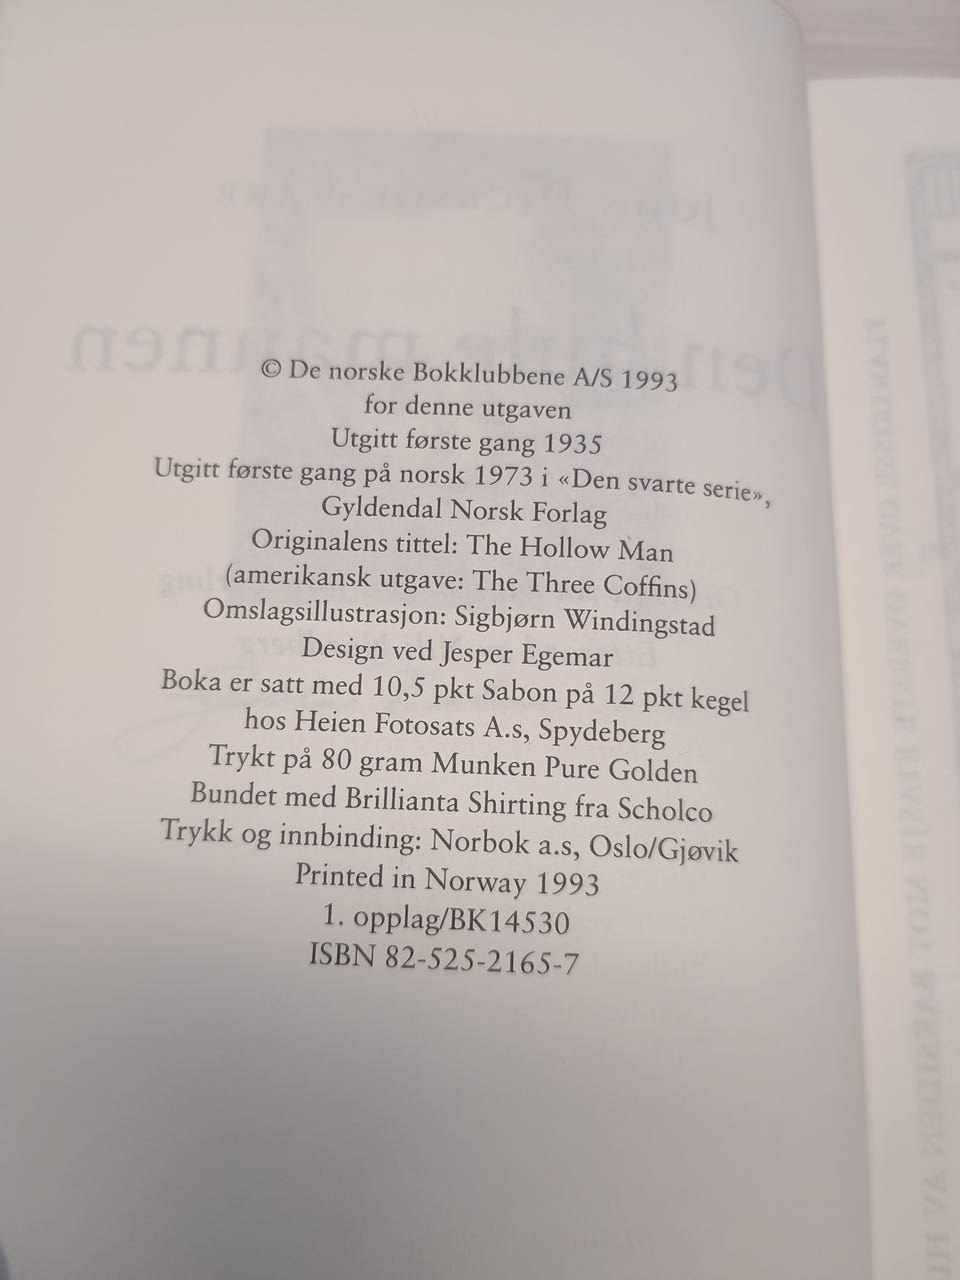 © De norske Bokklubbene A/S 1993
for denne utgaven
Utgitt første gang 1935
Utgitt første gang på norsk 1973 i «Den svarte serie»,
Gyldendal Norsk Forlag
Originalens tittel: The Hollow Man
(amerikansk utgave: The Three Coffins)
Omslagsillustrasjon: Sigbjørn Windingstad
Design ved Jesper Egemar
Boka er satt med 10,5 pkt Sabon på 12 pkt kegel
hos Heien Fotosats A.s, Spydeberg
Trykt på 80 gram Munken Pure Golden
Bundet med Brillianta Shirting fra Scholco
Trykk og innbinding: Norbok a.s, Oslo/Gjøvik
Printed in Norway 1993
1. opplag/BK14530
ISBN 82-525-2165-7